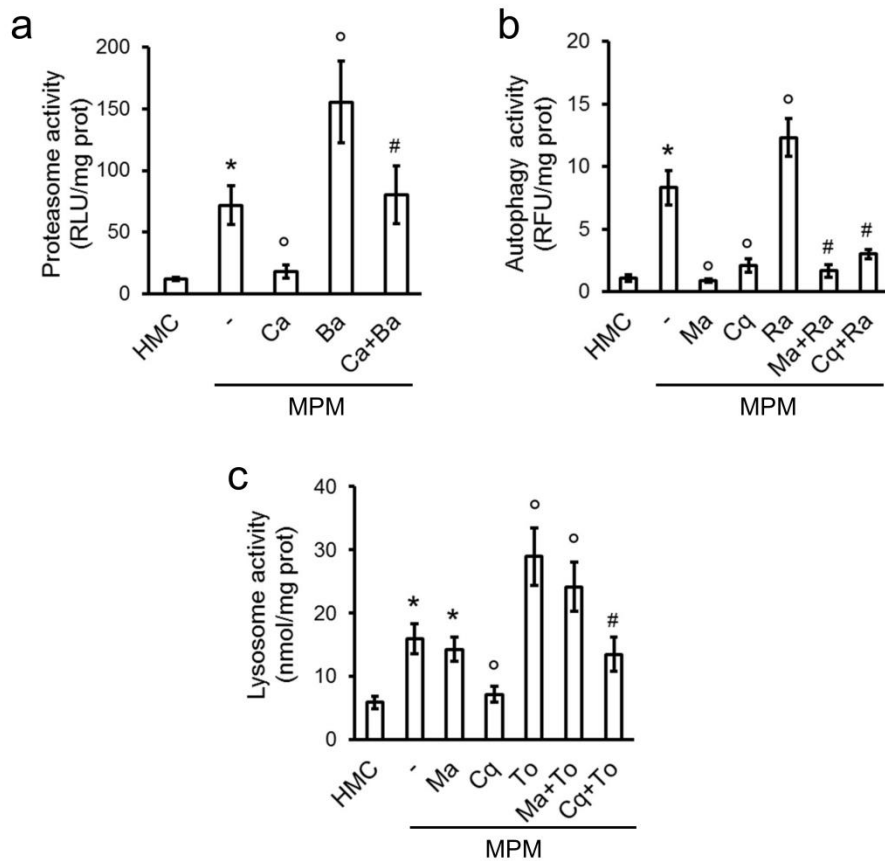 a
Proteasome activity
(RLU/mg prot)
200
150
100
50
0
*
°
°
#
HMC
-
Ca
Ba
Ca+Ba
MPM
b
Autophagy activity
(RFU/mg prot)
20
15
10
5
0
*
°
°
°
#
#
HMC
-
Ma
Cq
Ra
Ma+Ra
Cq+Ra
MPM
c
Lysosome activity
(nmol/mg prot)
40
30
20
10
0
*
*
°
°
°
#
HMC
-
Ma
Cq
To
Ma+To
Cq+To
MPM